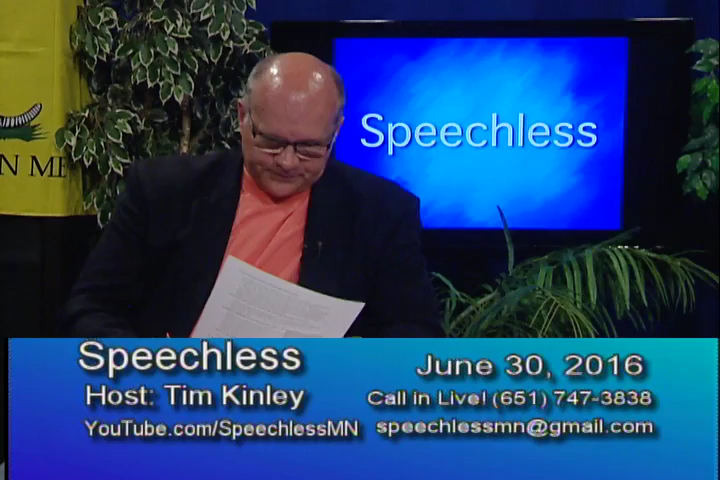 N ME
Speechless
Speechless
Host: Tim Kinley
YouTube.com/SpeechlessMN
June 30, 2016
Call in Live! (651) 747-3838
speechlessmn@gmail.com